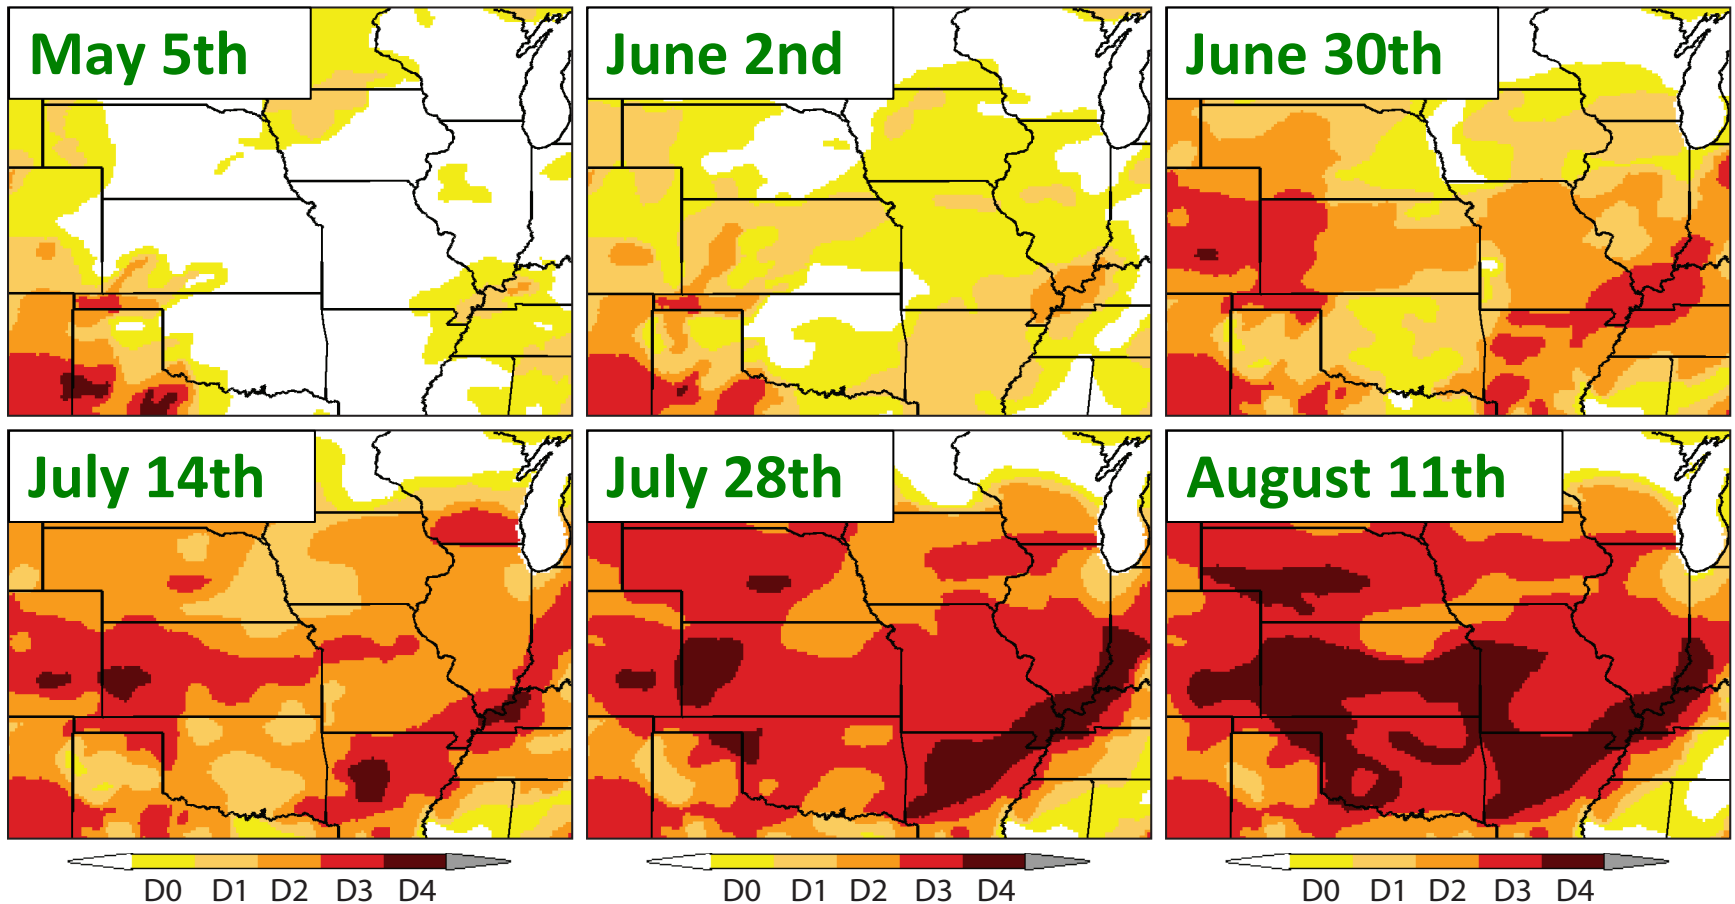 May 5th
June 2nd
June 30th
July 14th
July 28th
August 11th
D0 D1 D2 D3 D4
D0 D1 D2 D3 D4
D0 D1 D2 D3 D4